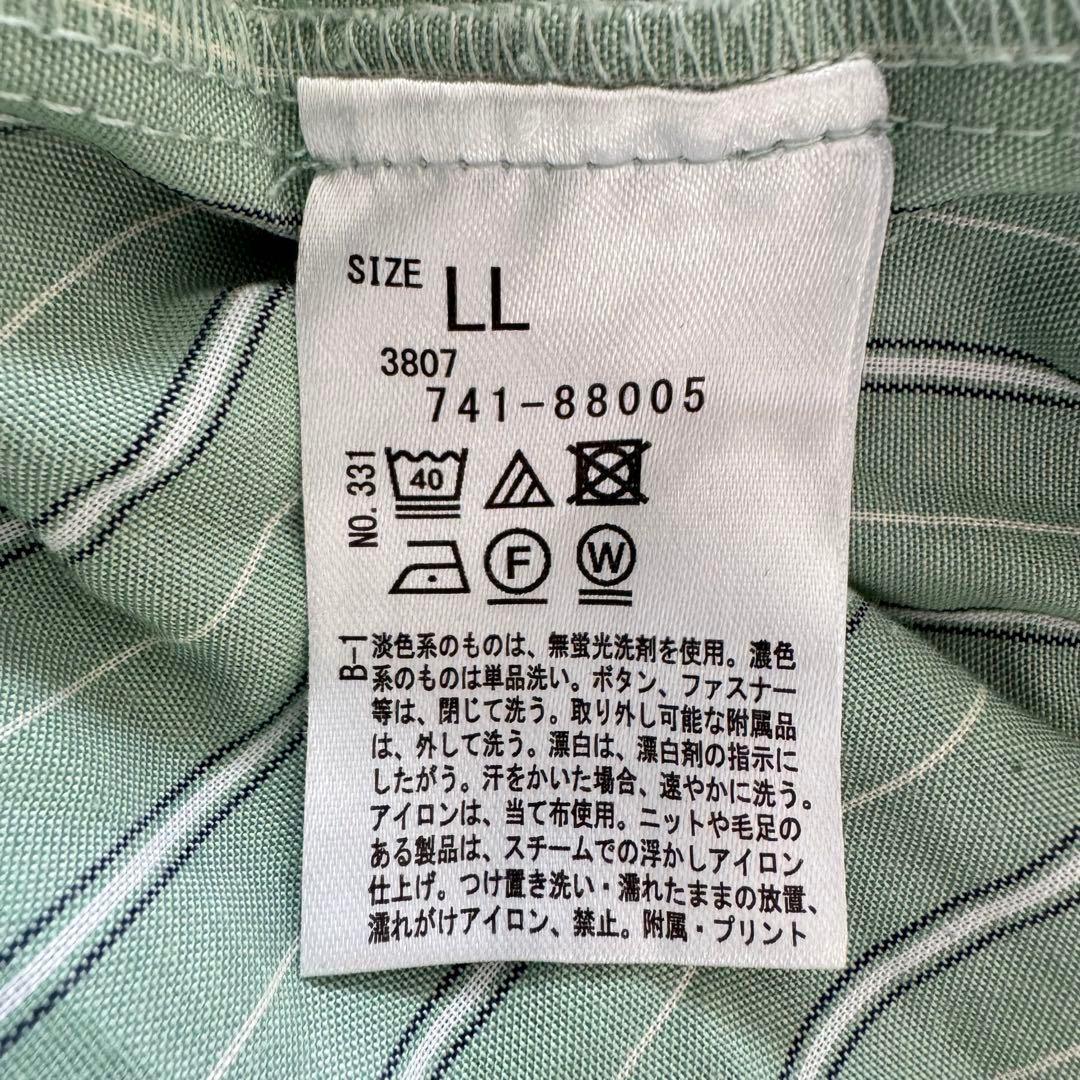 SIZE LL
3807
741-88005
NO. 331
40
F W
B-1
淡色系のものは、無蛍光洗剤を使用。濃色
系のものは単品洗い。ボタン、ファスナー
等は、閉じて洗う。取り外し可能な附属品
は、外して洗う。漂白は、漂白剤の指示に
したがう。汗をかいた場合、速やかに洗う。
アイロンは、当て布使用。ニットや毛足の
ある製品は、スチームでの浮かしアイロン
仕上げ。つけ置き洗い・濡れたままの放置、
濡れがけアイロン、禁止。附属・プリント